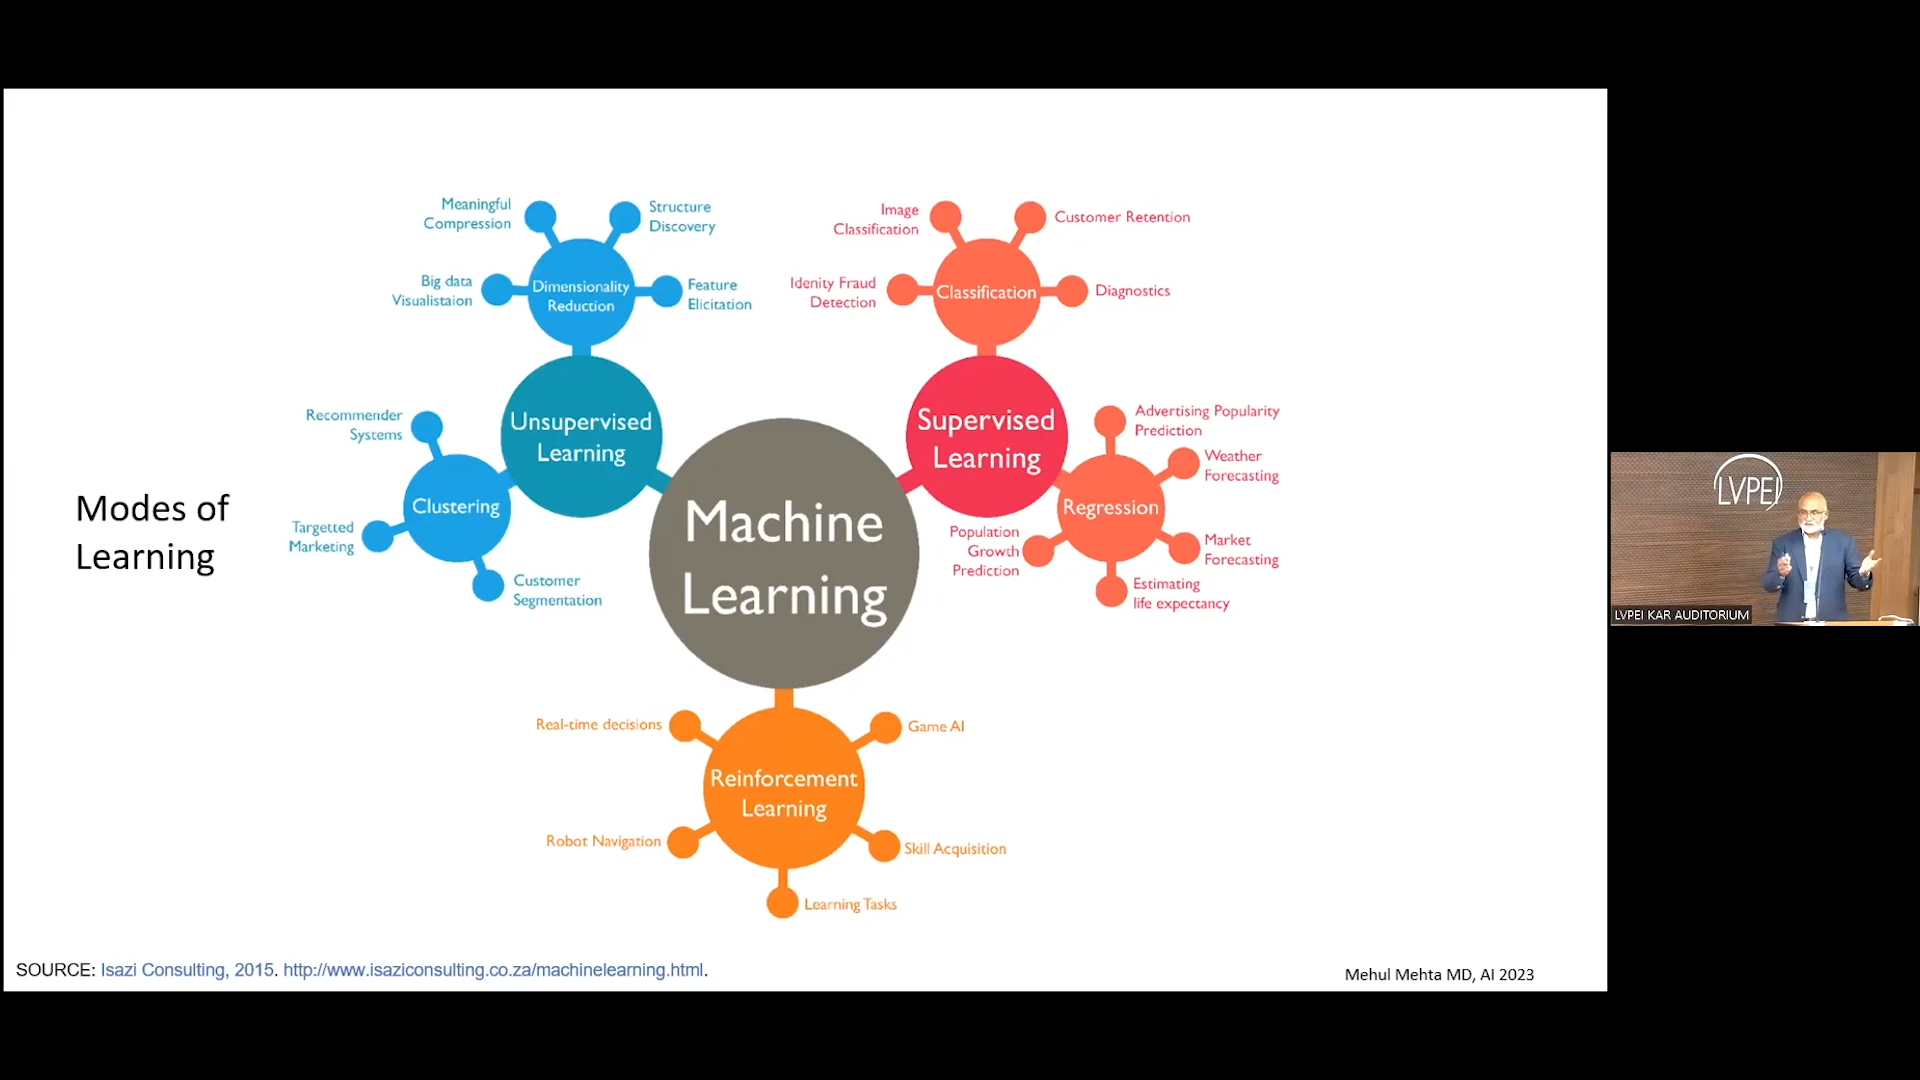 Modes of
Learning
Machine
Learning
Unsupervised
Learning
Dimensionality
Reduction
Meaningful
Compression
Structure
Discovery
Big data
Visualistaion
Feature
Elicitation
Clustering
Recommender
Systems
Targetted
Marketing
Customer
Segmentation
Supervised
Learning
Classification
Image
Classification
Customer Retention
Idenity Fraud
Detection
Diagnostics
Regression
Advertising Popularity
Prediction
Weather
Forecasting
Population
Growth
Prediction
Market
Forecasting
Estimating
life expectancy
Reinforcement
Learning
Real-time decisions
Game AI
Robot Navigation
Skill Acquisition
Learning Tasks
SOURCE: Isazi Consulting, 2015. http://www.isaziconsulting.co.za/machinelearning.html.
Mehul Mehta MD, AI 2023
LVPEI
LVPEI KAR AUDITORIUM